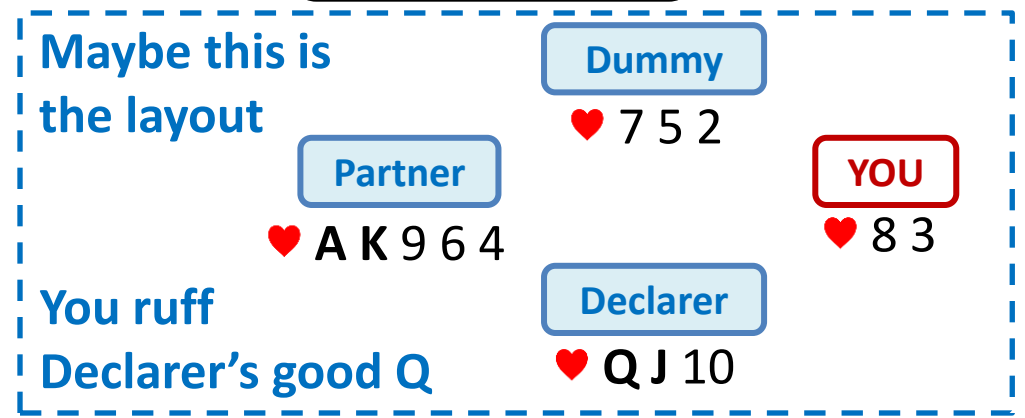 Maybe this is
the layout
Dummy
♥ 7 5 2
Partner
♥ A K 9 6 4
YOU
♥ 8 3
You ruff
Declarer's good Q
Declarer
♥ Q J 10